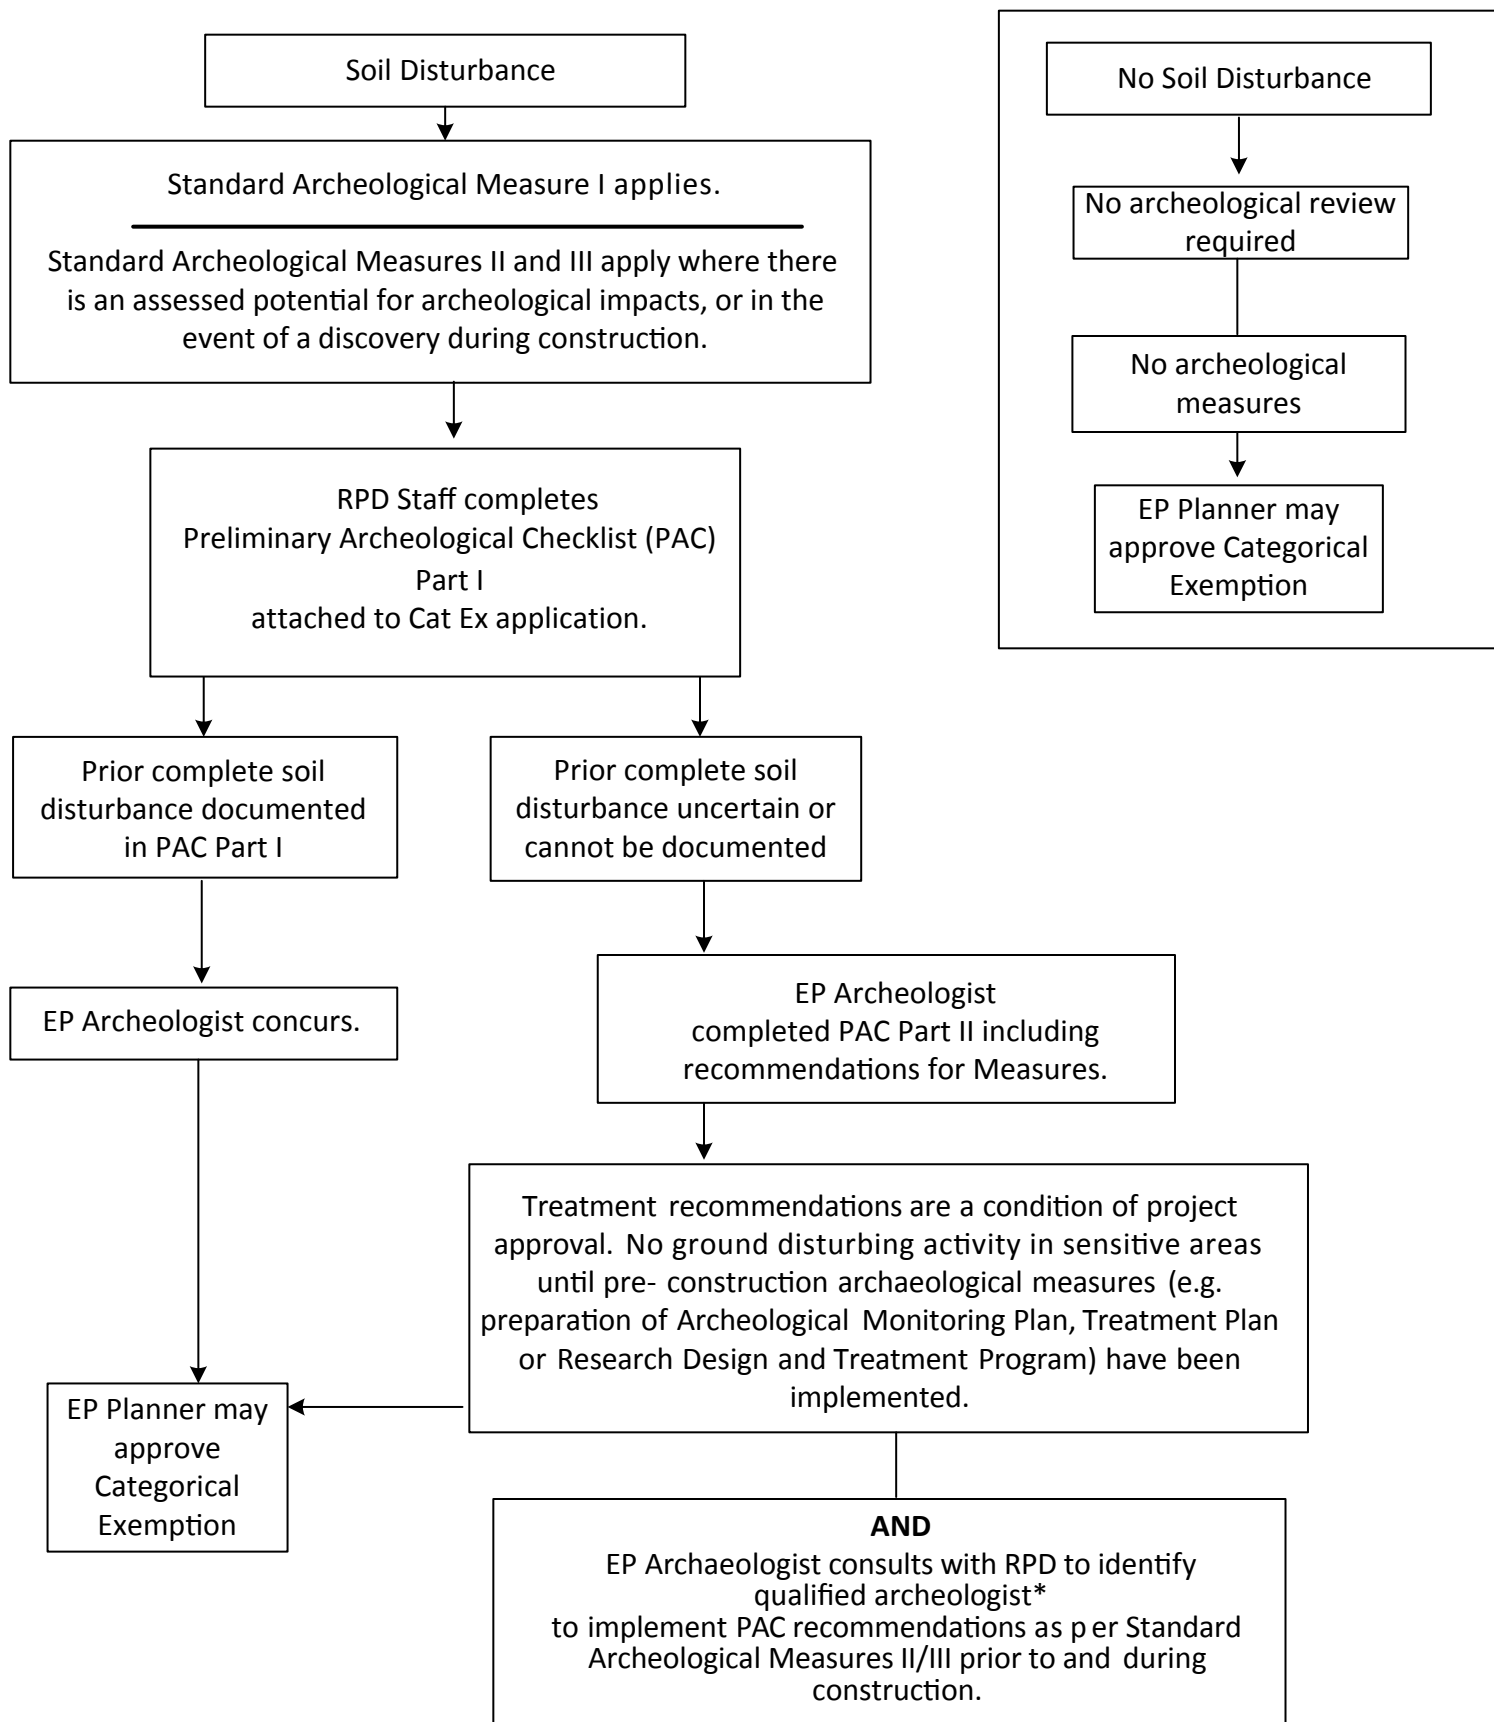 Soil Disturbance
Standard Archeological Measure I applies.
Standard Archeological Measures II and III apply where there
is an assessed potential for archeological impacts, or in the
event of a discovery during construction.
RPD Staff completes
Preliminary Archeological Checklist (PAC)
Part I
attached to Cat Ex application.
Prior complete soil
disturbance documented
in PAC Part I
Prior complete soil
disturbance uncertain or
cannot be documented
EP Archeologist concurs.
EP Archeologist
completed PAC Part II including
recommendations for Measures.
Treatment recommendations are a condition of project
approval. No ground disturbing activity in sensitive areas
until pre- construction archaeological measures (e.g.
preparation of Archeological Monitoring Plan, Treatment Plan
or Research Design and Treatment Program) have been
implemented.
EP Planner may
approve
Categorical
Exemption
AND
EP Archaeologist consults with RPD to identify
qualified archeologist*
to implement PAC recommendations as per Standard
Archeological Measures II/III prior to and during
construction.
No Soil Disturbance
No archeological review
required
No archeological
measures
EP Planner may
approve Categorical
Exemption